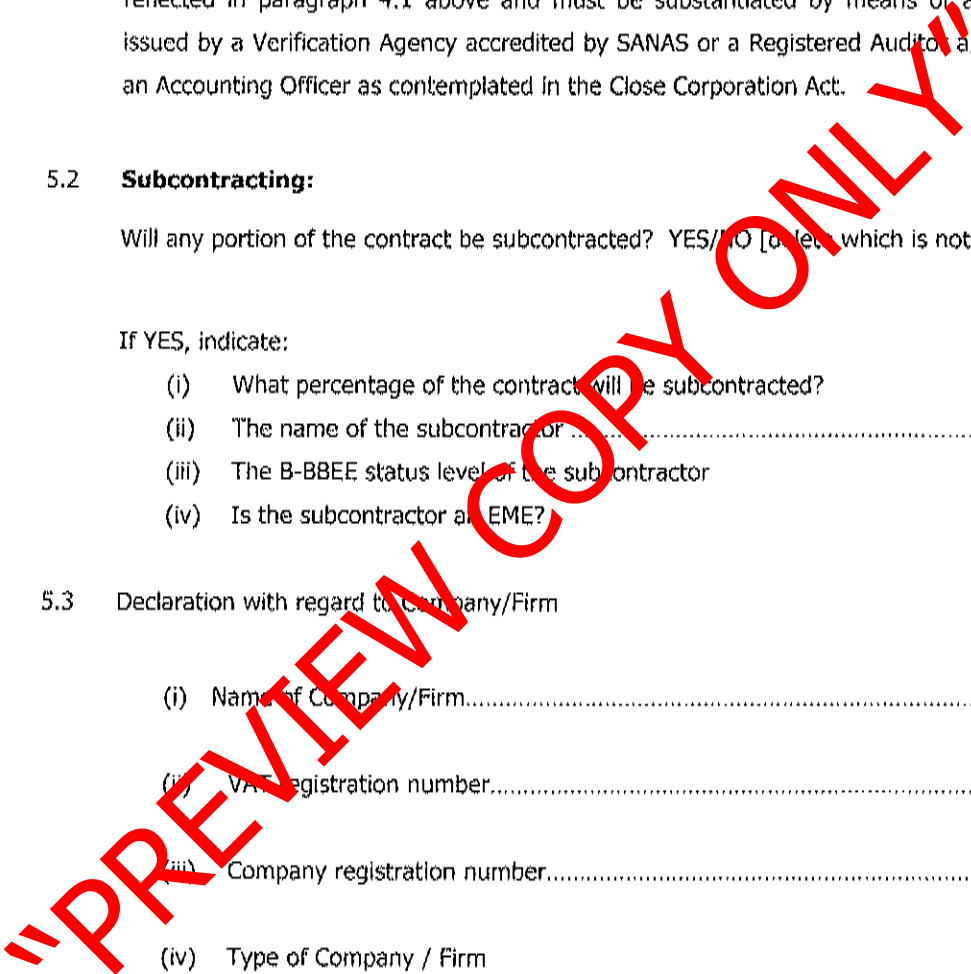 reflected in paragraph 4.1 above and must be substantiated by means of a
issued by a Verification Agency accredited by SANAS or a Registered Auditor a
an Accounting Officer as contemplated in the Close Corporation Act.
5.2 Subcontracting:
Will any portion of the contract be subcontracted? YES/NO [delete which is not
If YES, indicate:
(i) What percentage of the contract will be subcontracted?
(ii) The name of the subcontractor ..........................................................
(iii) The B-BBEE status level of the subcontractor
(iv) Is the subcontractor an EME?
5.3 Declaration with regard to Company/Firm
(i) Name of Company/Firm..........................................................................
(ii) VAT registration number......................................................................
(iii) Company registration number..............................................................
(iv) Type of Company / Firm
"PREVIEW COPY ONLY"